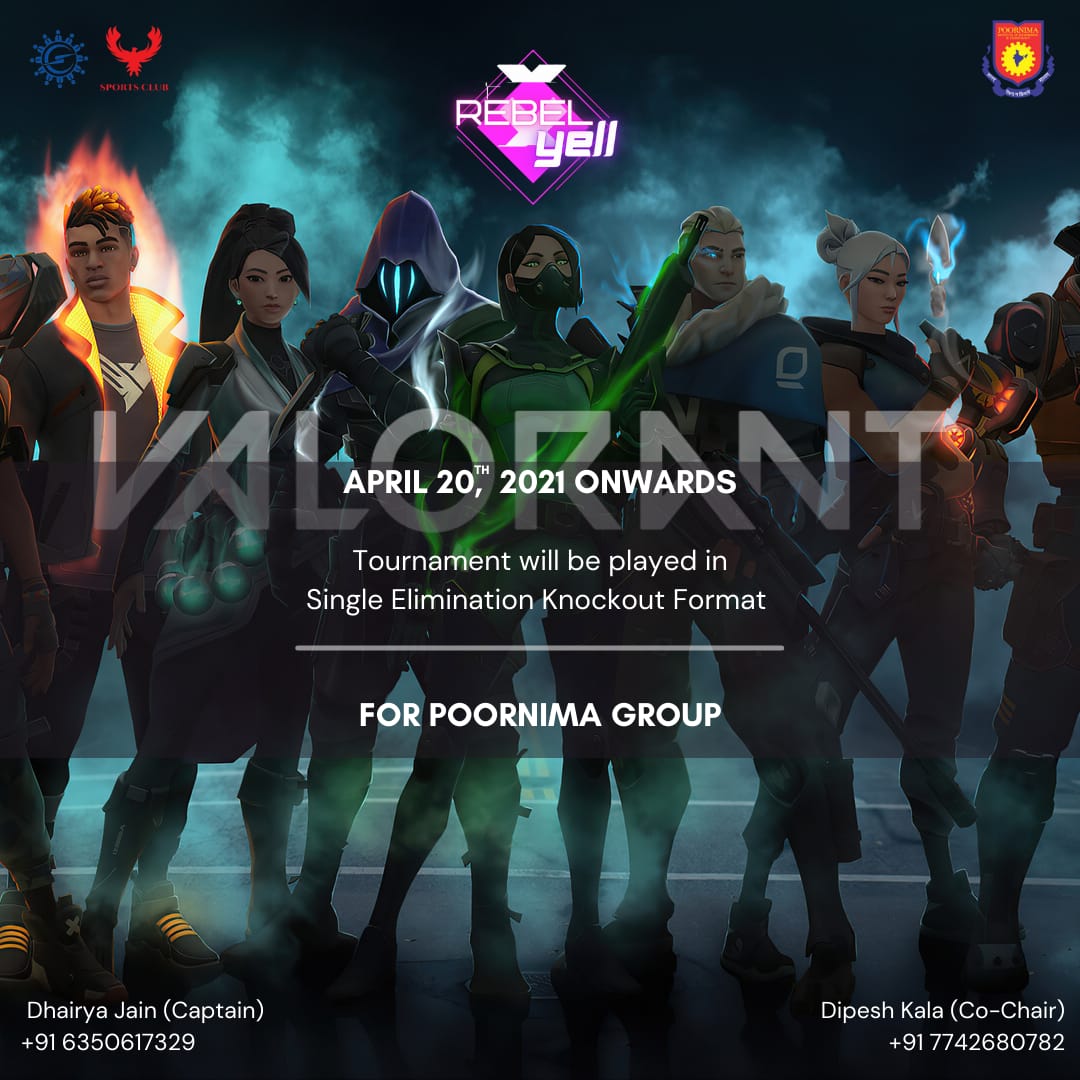 SPORTS CLUB
POORNIMA
REBEL
yell
VALORANT
APRIL 20TH, 2021 ONWARDS
Tournament will be played in
Single Elimination Knockout Format
FOR POORNIMA GROUP
Dhairya Jain (Captain)
+91 6350617329
Dipesh Kala (Co-Chair)
+91 7742680782